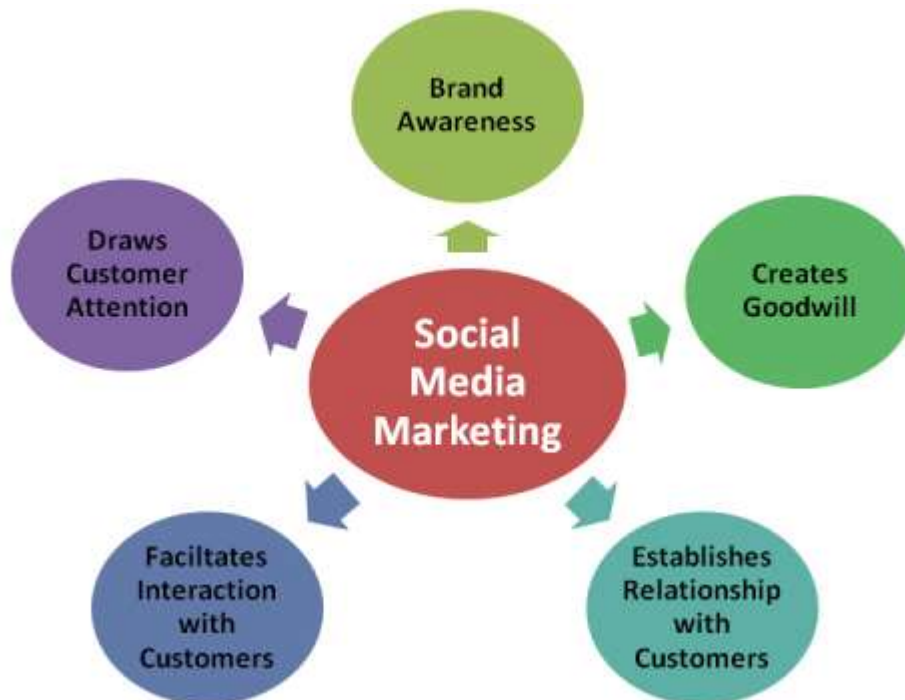 Brand
Awareness
Draws
Customer
Attention
Creates
Goodwill
Social
Media
Marketing
Faciltates
Interaction
with
Customers
Establishes
Relationship
with
Customers